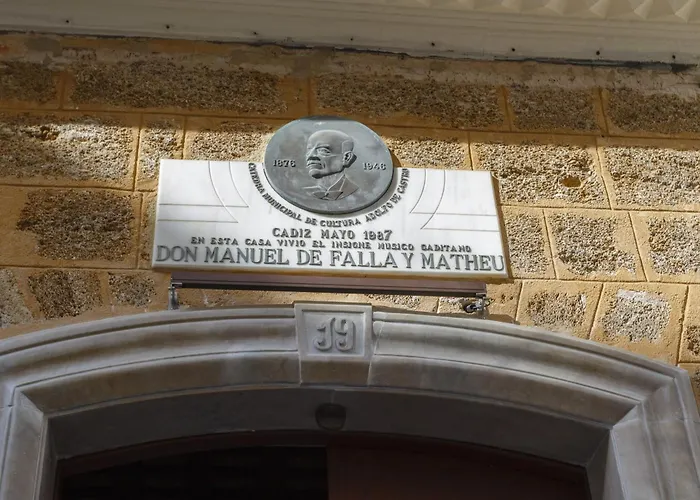 1876 1946
CATEDRA MUNICIPAL DE CULTURA ADOLFO DE CASTRO
CADIZ MAYO 1987
EN ESTA CASA VIVIO EL INSIGNE MUSICO GADITANO
DON MANUEL DE FALLA Y MATHEU
19